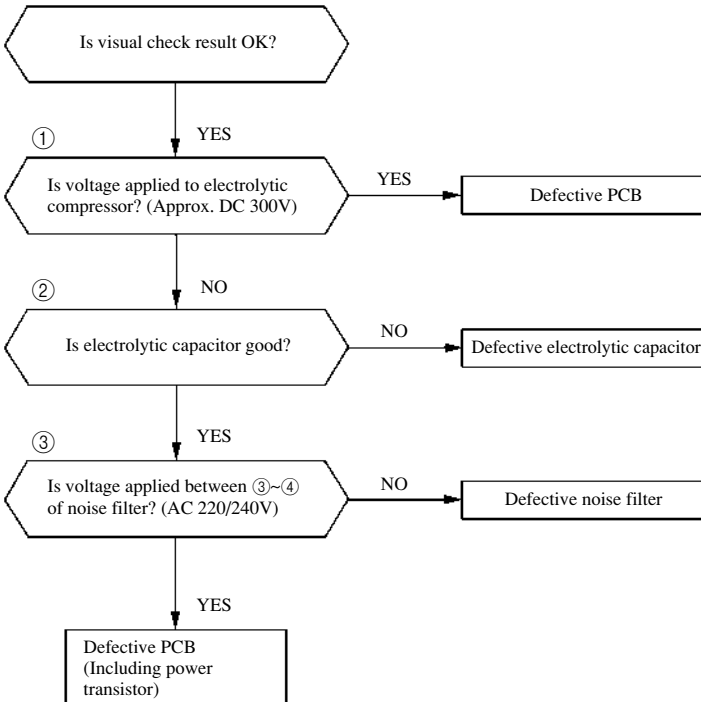 Is visual check result OK?
YES
①
Is voltage applied to electrolytic
compressor? (Approx. DC 300V)
YES
Defective PCB
NO
②
Is electrolytic capacitor good?
NO
Defective electrolytic capacitor
YES
③
Is voltage applied between ③~④
of noise filter? (AC 220/240V)
NO
Defective noise filter
YES
Defective PCB
(Including power
transistor)